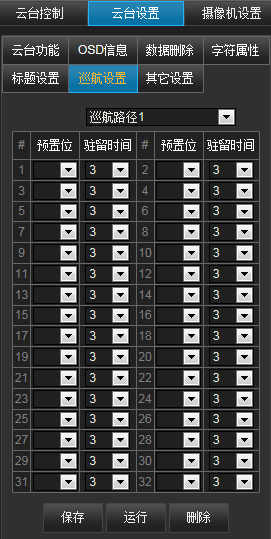 云台控制 云台设置 摄像机设置
云台功能 OSD信息 数据删除 字符属性
标题设置 巡航设置 其它设置
巡航路径1
# 预置位 驻留时间 # 预置位 驻留时间
1 3 2 3
3 3 4 3
5 3 6 3
7 3 8 3
9 3 10 3
11 3 12 3
13 3 14 3
15 3 16 3
17 3 18 3
19 3 20 3
21 3 22 3
23 3 24 3
25 3 26 3
27 3 28 3
29 3 30 3
31 3 32 3
保存 运行 删除